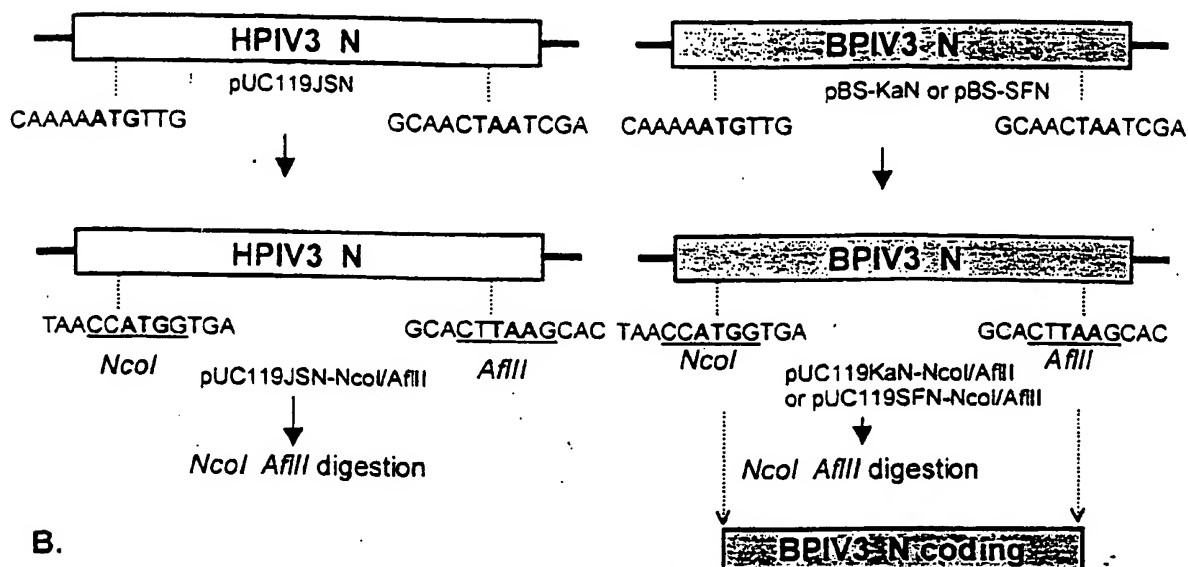 HPIV3 N
pUC119JSN
CAAAAATGTTG
GCAACTAATCGA
BPIV3 N
pBS-KaN or pBS-SFN
CAAAAATGTTG
GCAACTAATCGA
HPIV3 N
TAACCATGGTGA
GCACTTAAGCAC
NcoI
AflII
pUC119JSN-NcoI/AflII
NcoI AflII digestion
BPIV3 N
TAACCATGGTGA
GCACTTAAGCAC
NcoI
AflII
pUC119KaN-NcoI/AflII
or pUC119SFN-NcoI/AflII
NcoI AflII digestion
B.
BPIV3 N coding